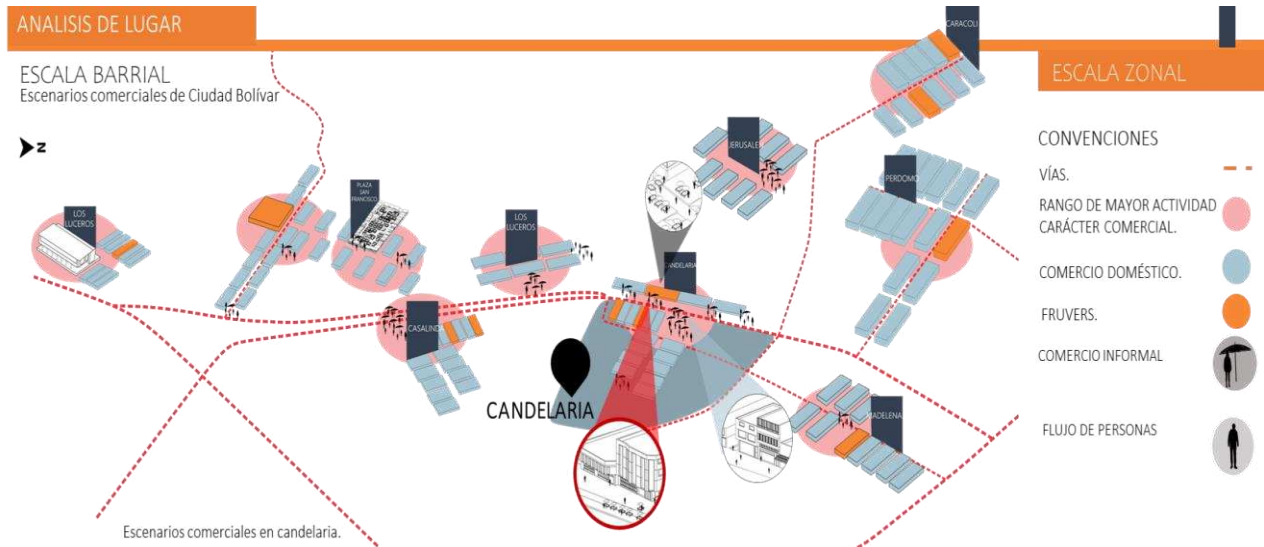 ANALISIS DE LUGAR
ESCALA BARRIAL
Escenarios comerciales de Ciudad Bolívar
N
LOS
LUCEROS
PLAZA
SAN
FRANCISCO
LOS
LUCEROS
CASALINDA
JERUSALEN
CANDELARIA
CARACOLI
PERDOMO
MADELENA
CANDELARIA
Escenarios comerciales en candelaria.
ESCALA ZONAL
CONVENCIONES
VÍAS.
RANGO DE MAYOR ACTIVIDAD
CARÁCTER COMERCIAL.
COMERCIO DOMÉSTICO.
FRUVERS.
COMERCIO INFORMAL
FLUJO DE PERSONAS